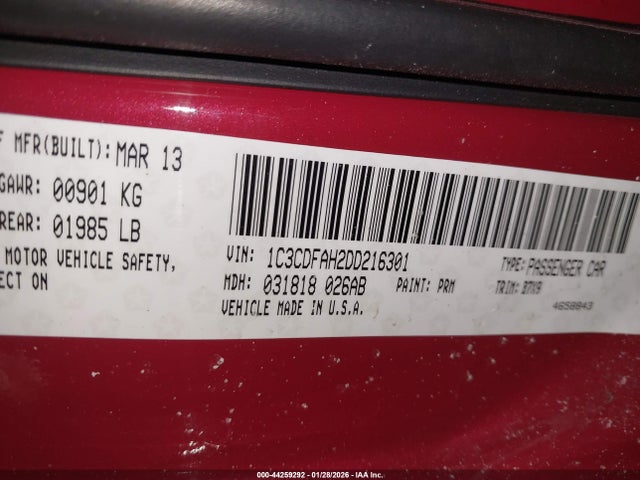 F MFR(BUILT): MAR 13
GAWR: 00901 KG
REAR: 01985 LB
MOTOR VEHICLE SAFETY,
ECT ON
VIN: 1C3CDFAH2DD216301
TYPE: PASSENGER CAR
MDH: 031818 026AB
PAINT: PRM
TRIM: B7X9
VEHICLE MADE IN U.S.A.
4658843
000-44259292 - 01/28/2026 - IAA Inc.